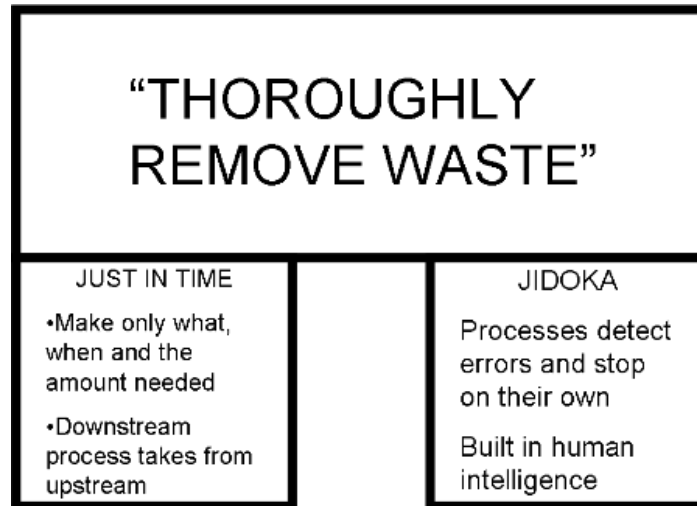 “THOROUGHLY
REMOVE WASTE”
JUST IN TIME
•Make only what,
when and the
amount needed
•Downstream
process takes from
upstream
JIDOKA
Processes detect
errors and stop
on their own
Built in human
intelligence